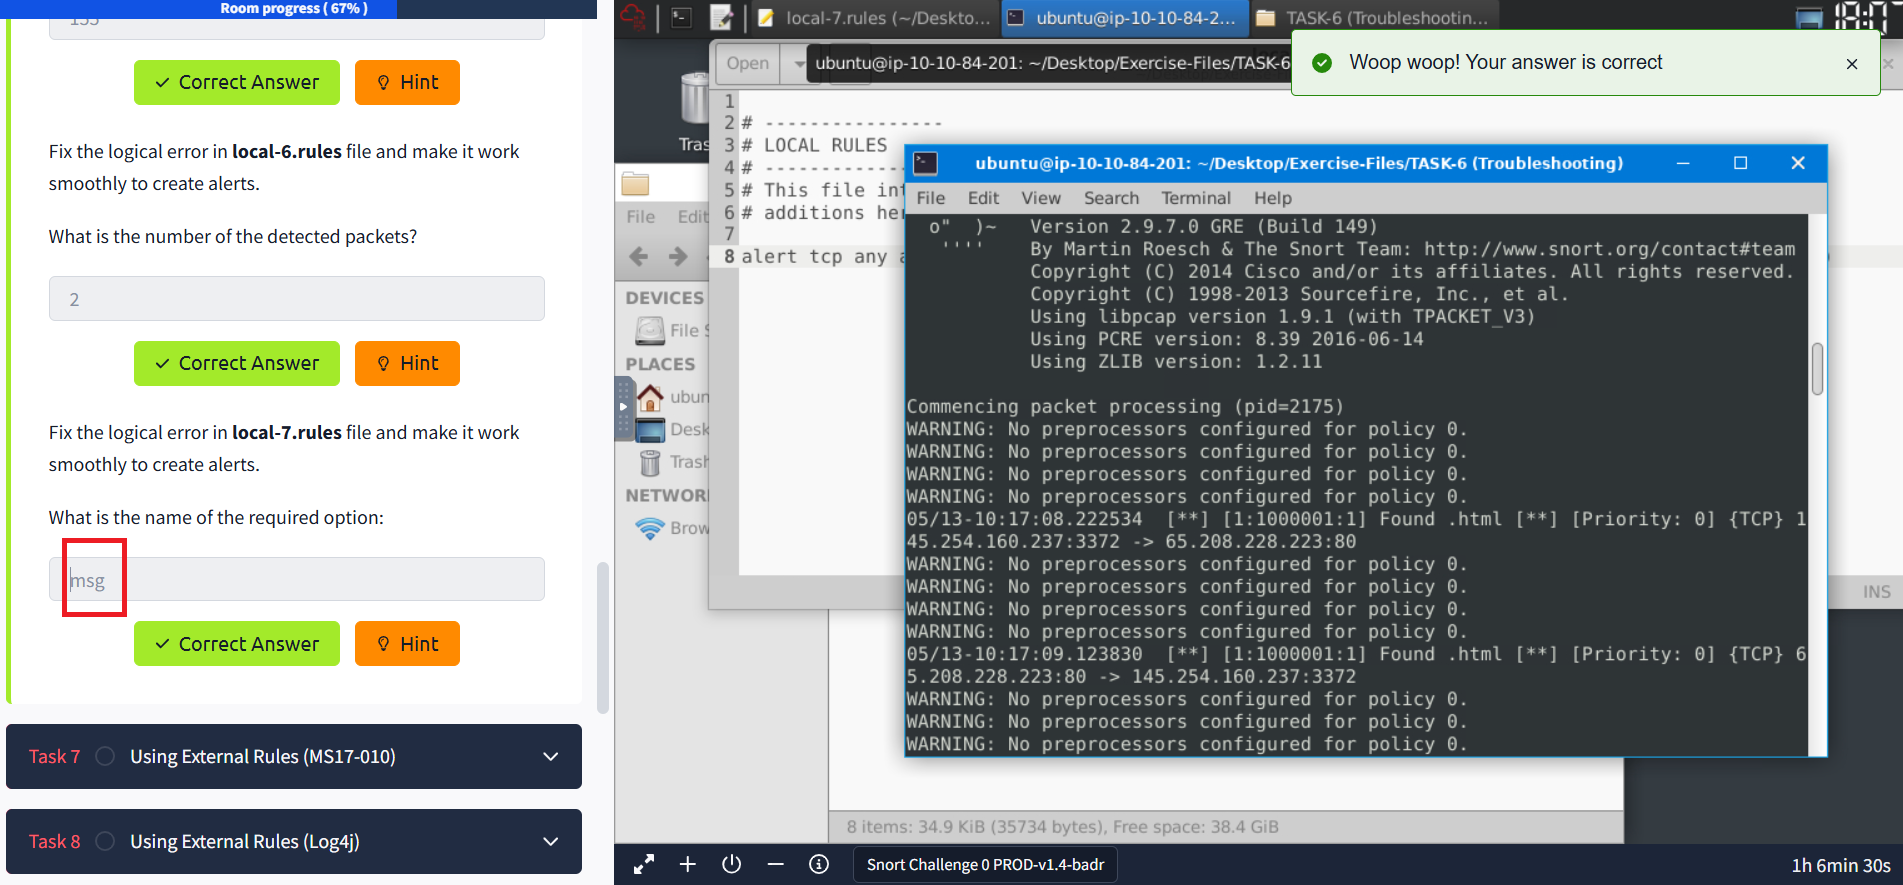 Room progress ( 67% )
Correct Answer
Hint
Fix the logical error in local-6.rules file and make it work
smoothly to create alerts.
What is the number of the detected packets?
2
Correct Answer
Hint
Fix the logical error in local-7.rules file and make it work
smoothly to create alerts.
What is the name of the required option:
msg
Correct Answer
Hint
Task 7
Using External Rules (MS17-010)
Task 8
Using External Rules (Log4j)
local-7.rules (~/Deskto...
ubuntu@ip-10-10-84-2...
TASK-6 (Troubleshootin...
18:07
Open
ubuntu@ip-10-10-84-201: ~/Desktop/Exercise-Files/TASK-6
Woop woop! Your answer is correct
Tras
1
2 # ----------------
3 # LOCAL RULES
4 # -------------
5 # This file int
6 # additions her
7
8 alert tcp any a
File
Edit
DEVICES
File S
PLACES
ubun
Desk
Trash
NETWOR
Brow
ubuntu@ip-10-10-84-201: ~/Desktop/Exercise-Files/TASK-6 (Troubleshooting)
File Edit View Search Terminal Help
o" )~ Version 2.9.7.0 GRE (Build 149)
'''' By Martin Roesch & The Snort Team: http://www.snort.org/contact#team
Copyright (C) 2014 Cisco and/or its affiliates. All rights reserved.
Copyright (C) 1998-2013 Sourcefire, Inc., et al.
Using libpcap version 1.9.1 (with TPACKET_V3)
Using PCRE version: 8.39 2016-06-14
Using ZLIB version: 1.2.11
Commencing packet processing (pid=2175)
WARNING: No preprocessors configured for policy 0.
WARNING: No preprocessors configured for policy 0.
WARNING: No preprocessors configured for policy 0.
WARNING: No preprocessors configured for policy 0.
05/13-10:17:08.222534 [**] [1:1000001:1] Found .html [**] [Priority: 0] {TCP} 1
45.254.160.237:3372 -> 65.208.228.223:80
WARNING: No preprocessors configured for policy 0.
WARNING: No preprocessors configured for policy 0.
WARNING: No preprocessors configured for policy 0.
WARNING: No preprocessors configured for policy 0.
05/13-10:17:09.123830 [**] [1:1000001:1] Found .html [**] [Priority: 0] {TCP} 6
5.208.228.223:80 -> 145.254.160.237:3372
WARNING: No preprocessors configured for policy 0.
WARNING: No preprocessors configured for policy 0.
WARNING: No preprocessors configured for policy 0.
INS
8 items: 34.9 KiB (35734 bytes), Free space: 38.4 GiB
Snort Challenge 0 PROD-v1.4-badr
1h 6min 30s